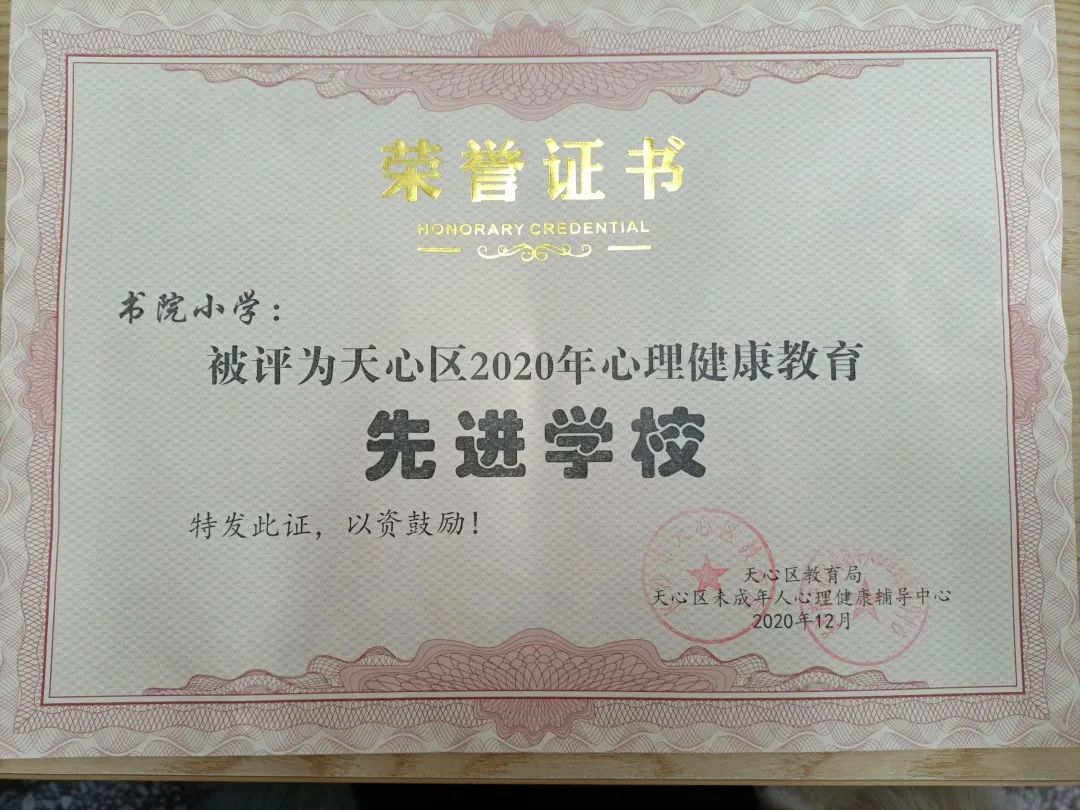 荣誉证书
HONORARY CREDENTIAL
书院小学：
被评为天心区2020年心理健康教育
先进学校
特发此证，以资鼓励！
天心区教育局
天心区未成年人心理健康辅导中心
2020年12月